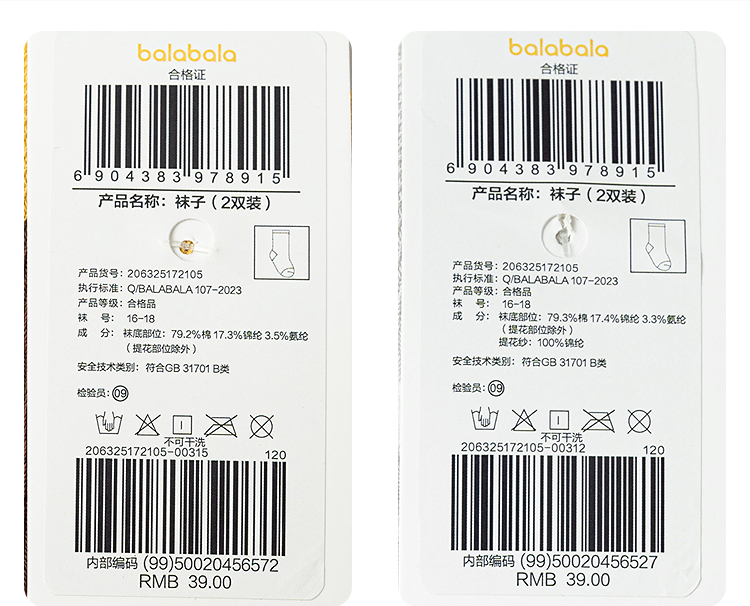 balabala
合格证
6 904383 978915
产品名称：袜子（2双装）
产品货号：206325172105
执行标准：Q/BALABALA 107-2023
产品等级：合格品
袜    号：16-18
成    分：袜底部位：79.2%棉 17.3%锦纶 3.5%氨纶
（提花部位除外）
安全技术类别：符合GB 31701 B类
检验员：09
不可干洗
206325172105-00315 120
内部编码 (99)50020456572
RMB 39.00
balabala
合格证
6 904383 978915
产品名称：袜子（2双装）
产品货号：206325172105
执行标准：Q/BALABALA 107-2023
产品等级：合格品
袜    号：16-18
成    分：袜底部位：79.3%棉 17.4%锦纶 3.3%氨纶
（提花部位除外）
提花纱：100%锦纶
安全技术类别：符合GB 31701 B类
检验员：09
不可干洗
206325172105-00312 120
内部编码 (99)50020456527
RMB 39.00